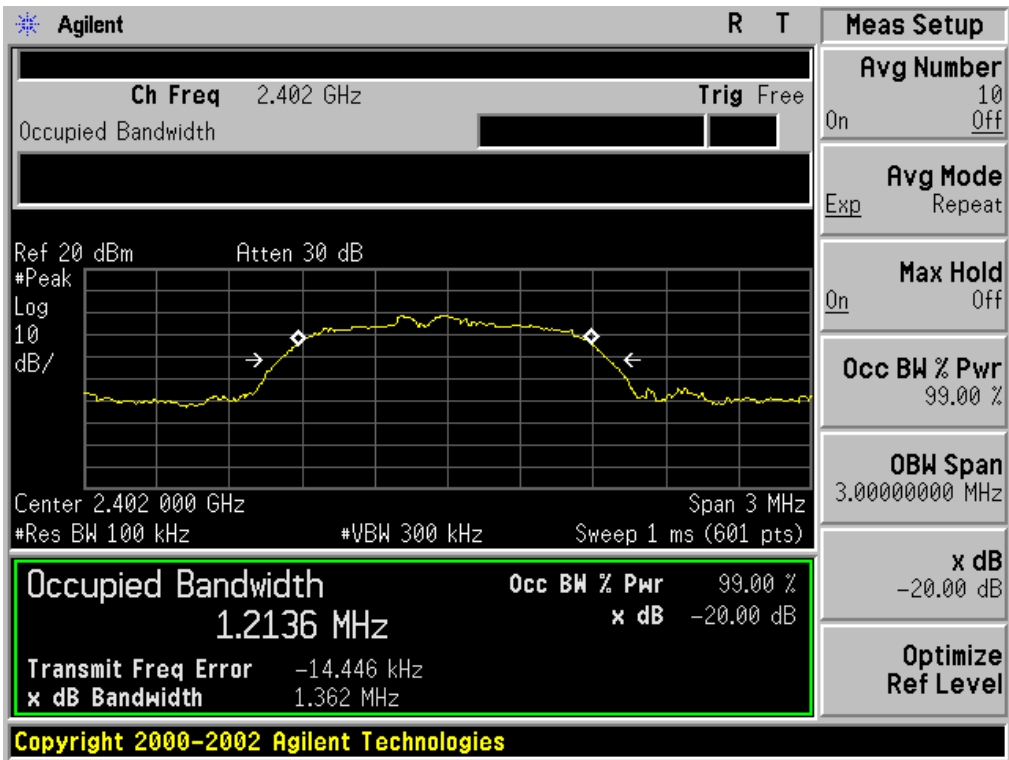 Agilent R T
Ch Freq 2.402 GHz Trig Free
Occupied Bandwidth
Ref 20 dBm Atten 30 dB
#Peak
Log
10
dB/
Center 2.402 000 GHz Span 3 MHz
#Res BW 100 kHz #VBW 300 kHz Sweep 1 ms (601 pts)
Occupied Bandwidth Occ BW % Pwr 99.00 %
1.2136 MHz x dB -20.00 dB
Transmit Freq Error -14.446 kHz
x dB Bandwidth 1.362 MHz
Copyright 2000-2002 Agilent Technologies
Meas Setup
Avg Number
10
On Off
Avg Mode
Exp Repeat
Max Hold
On Off
Occ BW % Pwr
99.00 %
OBW Span
3.00000000 MHz
x dB
-20.00 dB
Optimize
Ref Level